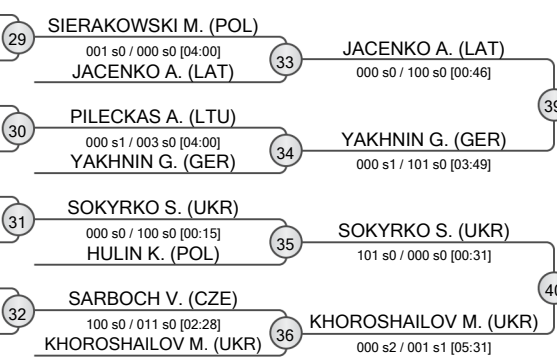 29
SIERAKOWSKI M. (POL)
001 s0 / 000 s0 [04:00]
JACENKO A. (LAT)
33
JACENKO A. (LAT)
000 s0 / 100 s0 [00:46]
39
30
PILECKAS A. (LTU)
000 s1 / 003 s0 [04:00]
YAKHNIN G. (GER)
34
YAKHNIN G. (GER)
000 s1 / 101 s0 [03:49]
31
SOKYRKO S. (UKR)
000 s0 / 100 s0 [00:15]
HULIN K. (POL)
35
SOKYRKO S. (UKR)
101 s0 / 000 s0 [00:31]
40
32
SARBOCH V. (CZE)
100 s0 / 011 s0 [02:28]
KHOROSHAILOV M. (UKR)
36
KHOROSHAILOV M. (UKR)
000 s2 / 001 s1 [05:31]